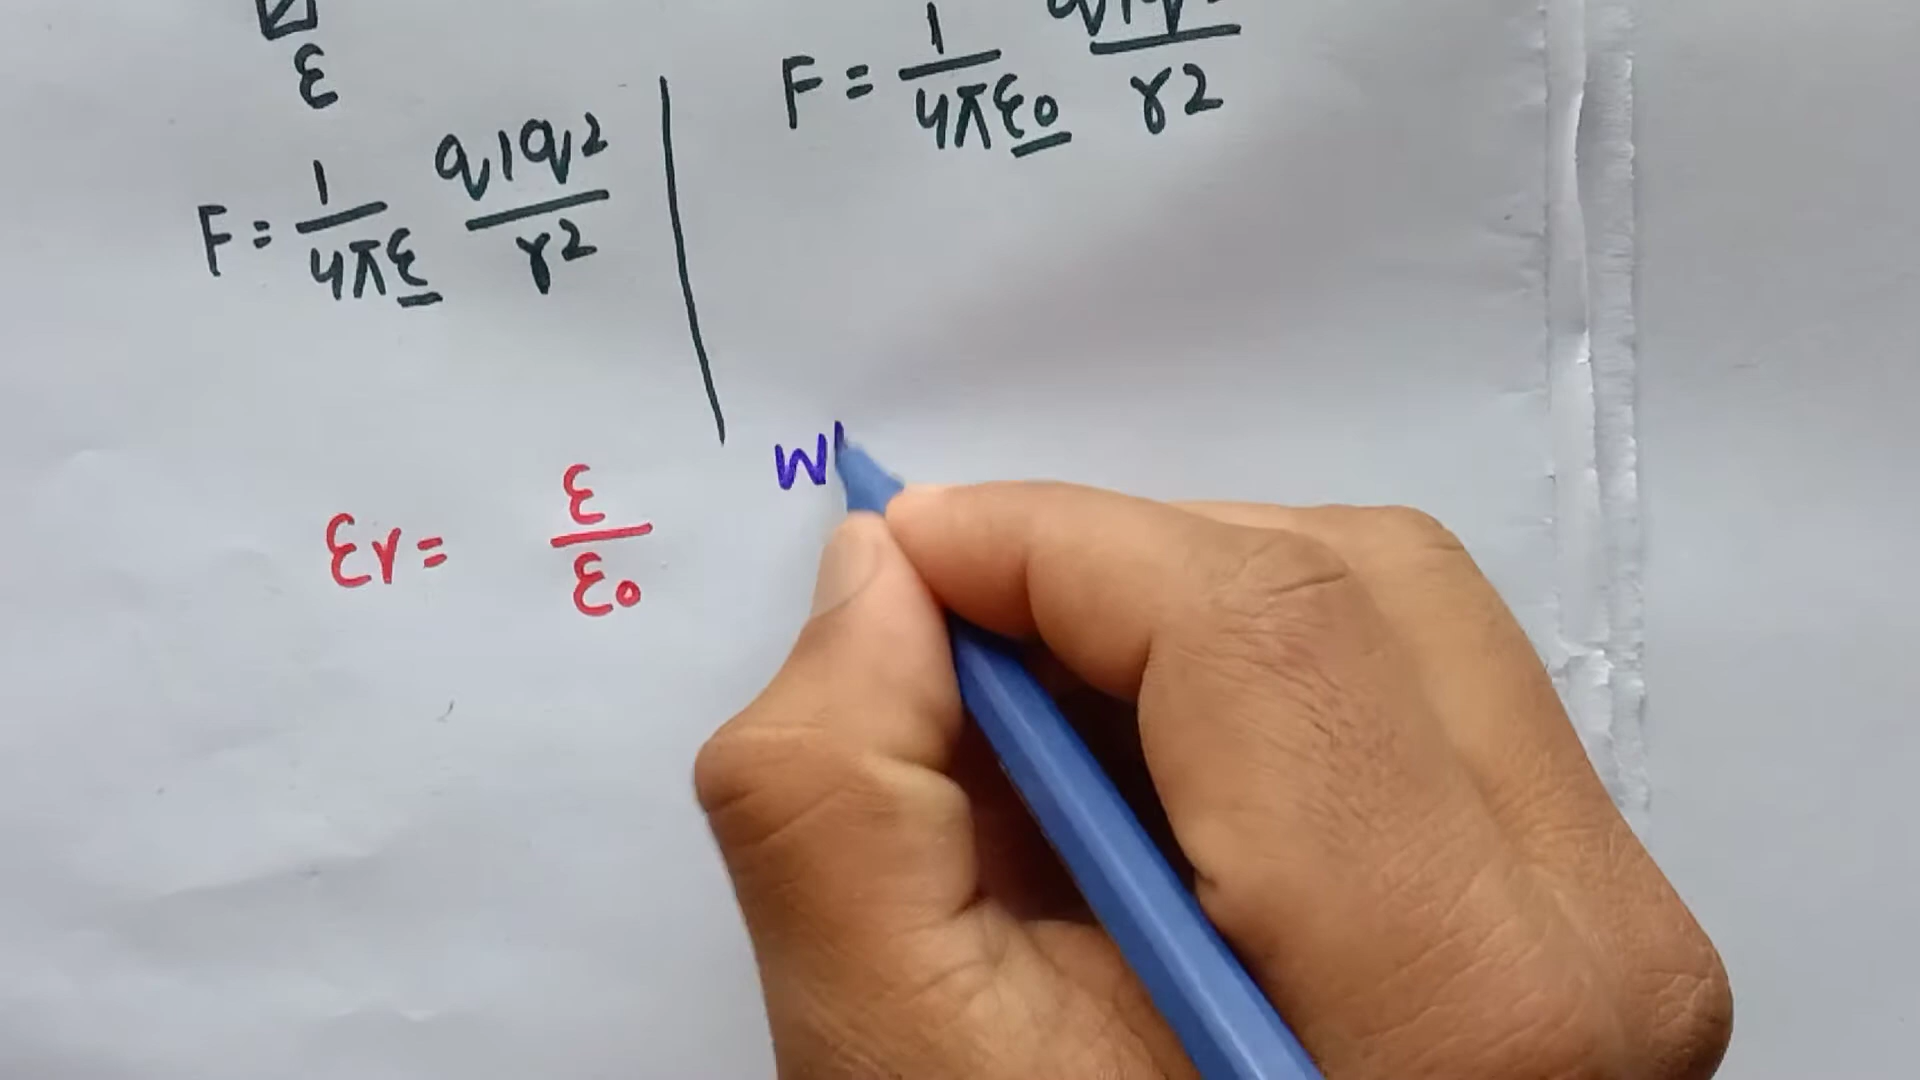 ε
F = 1/4πε q1q2/r2
F = 1/4πε0 q1q2/r2
εr = ε/ε0
W